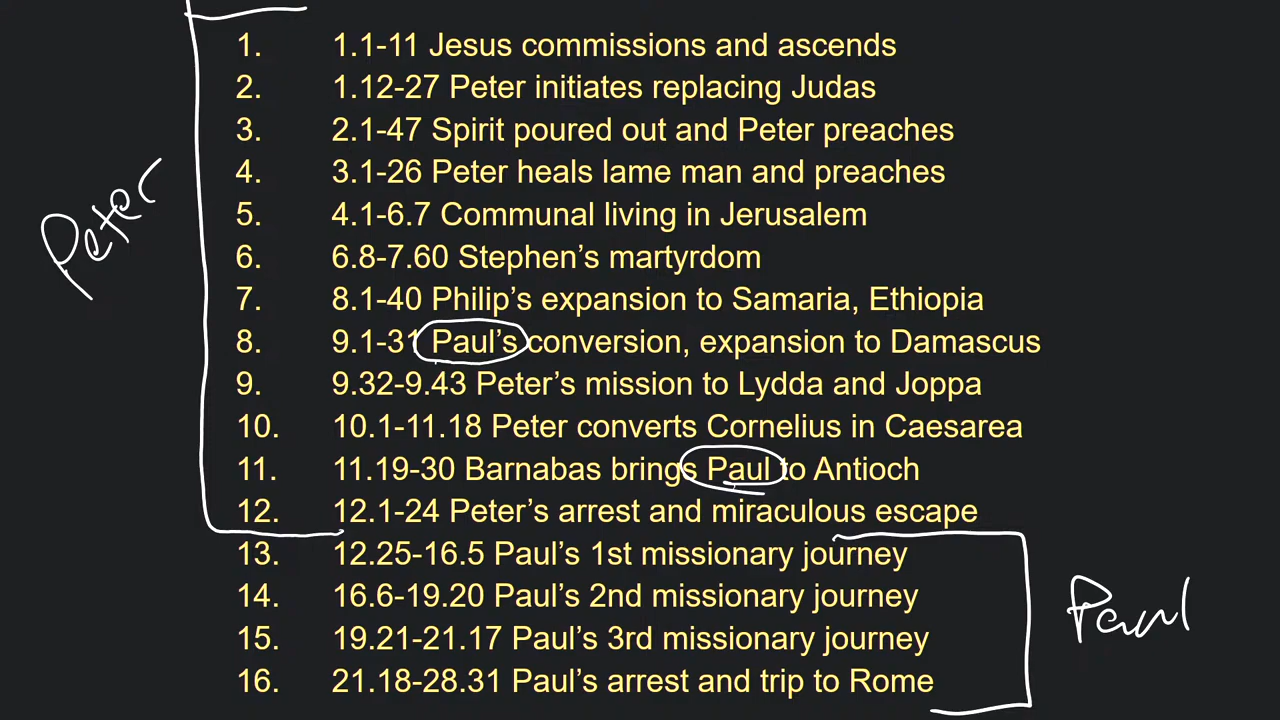 1. 1.1-11 Jesus commissions and ascends
2. 1.12-27 Peter initiates replacing Judas
3. 2.1-47 Spirit poured out and Peter preaches
4. 3.1-26 Peter heals lame man and preaches
Peter
5. 4.1-6.7 Communal living in Jerusalem
6. 6.8-7.60 Stephen’s martyrdom
7. 8.1-40 Philip’s expansion to Samaria, Ethiopia
8. 9.1-31 Paul’s conversion, expansion to Damascus
9. 9.32-9.43 Peter’s mission to Lydda and Joppa
10. 10.1-11.18 Peter converts Cornelius in Caesarea
11. 11.19-30 Barnabas brings Paul to Antioch
12. 12.1-24 Peter’s arrest and miraculous escape
13. 12.25-16.5 Paul’s 1st missionary journey
14. 16.6-19.20 Paul’s 2nd missionary journey
Paul
15. 19.21-21.17 Paul’s 3rd missionary journey
16. 21.18-28.31 Paul’s arrest and trip to Rome